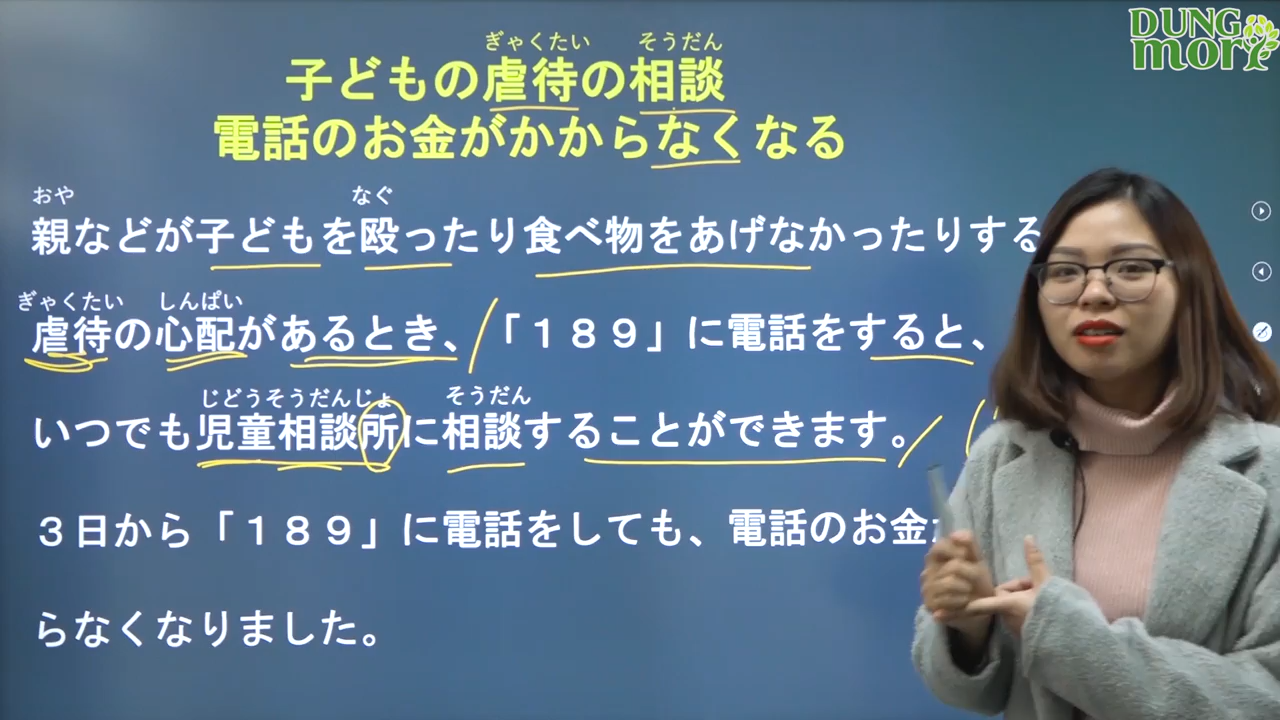 DUNG
mori
ぎゃくたい そうだん
子どもの虐待の相談
電話のお金がかからなくなる
おや なぐ
親などが子どもを殴ったり食べ物をあげなかったりする
ぎゃくたい しんぱい
虐待の心配があるとき、「１８９」に電話をすると、
じどうそうだんじょ そうだん
いつでも児童相談所に相談することができます。
３日から「１８９」に電話をしても、電話のお金
らなくなりました。